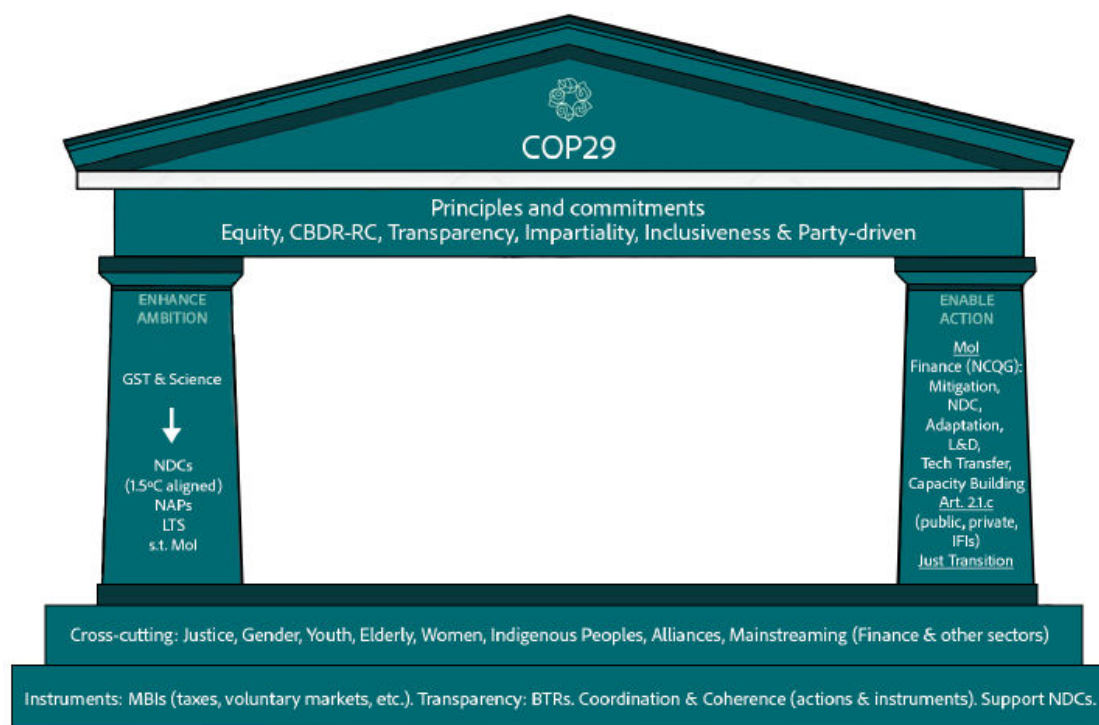 COP29
Principles and commitments
Equity, CBDR-RC, Transparency, Impartiality, Inclusiveness & Party-driven
ENHANCE
AMBITION
GST & Science
NDCs
(1.5ºC aligned)
NAPs
LTS
s.t. MoI
ENABLE
ACTION
MoI
Finance (NCQG):
Mitigation,
NDC,
Adaptation,
L&D,
Tech Transfer,
Capacity Building
Art. 2.1.c
(public, private,
IFIs)
Just Transition
Cross-cutting: Justice, Gender, Youth, Elderly, Women, Indigenous Peoples, Alliances, Mainstreaming (Finance & other sectors)
Instruments: MBIs (taxes, voluntary markets, etc.). Transparency: BTRs. Coordination & Coherence (actions & instruments). Support NDCs.